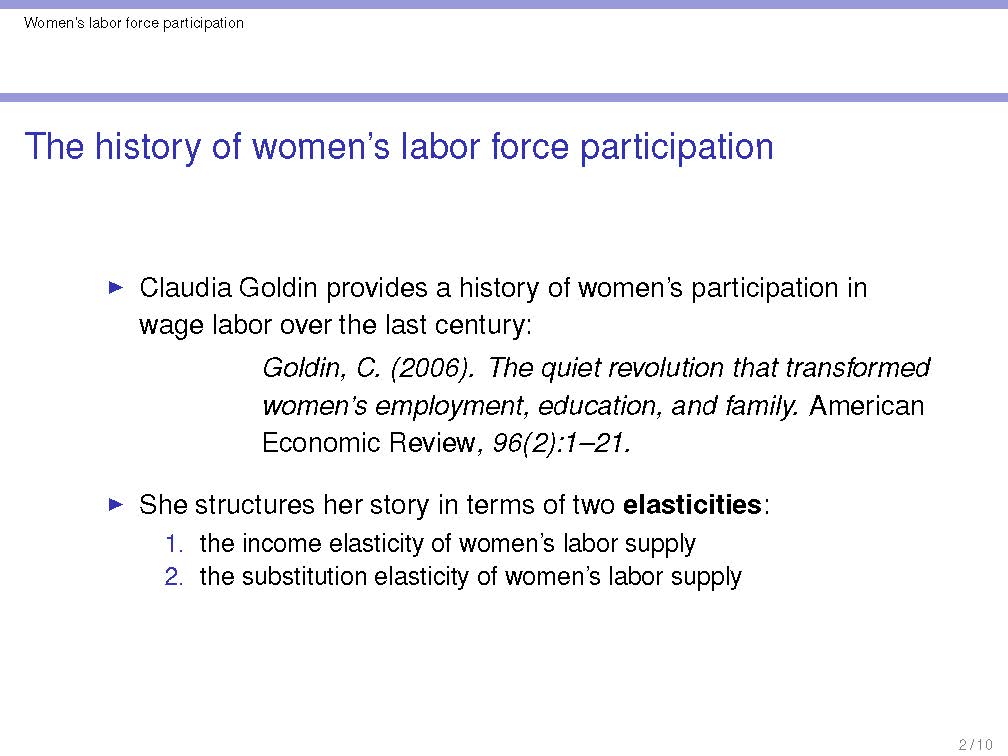 Women's labor force participation
The history of women's labor force participation
▶ Claudia Goldin provides a history of women's participation in
wage labor over the last century:
Goldin, C. (2006). The quiet revolution that transformed
women's employment, education, and family. American
Economic Review, 96(2):1–21.
▶ She structures her story in terms of two elasticities:
1. the income elasticity of women's labor supply
2. the substitution elasticity of women's labor supply
2 / 10